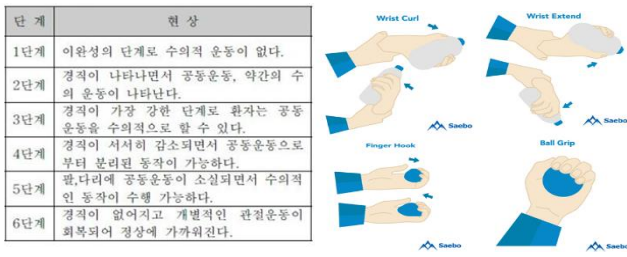 단 계
현 상
1단계
이완성의 단계로 수의적 운동이 없다.
2단계
경직이 나타나면서 공동운동, 약간의 수
의 운동이 나타난다.
3단계
경직이 가장 강한 단계로 환자는 공동
운동을 수의적으로 할 수 있다.
4단계
경직이 서서히 감소되면서 공동운동으로
부터 분리된 동작이 가능하다.
5단계
팔,다리에 공동운동이 소실되면서 수의적
인 동작이 수행 가능하다.
6단계
경직이 없어지고 개별적인 관절운동이
회복되어 정상에 가까워진다.
Wrist Curl
Saebo
Wrist Extend
Saebo
Finger Hook
Saebo
Ball Grip
Saebo